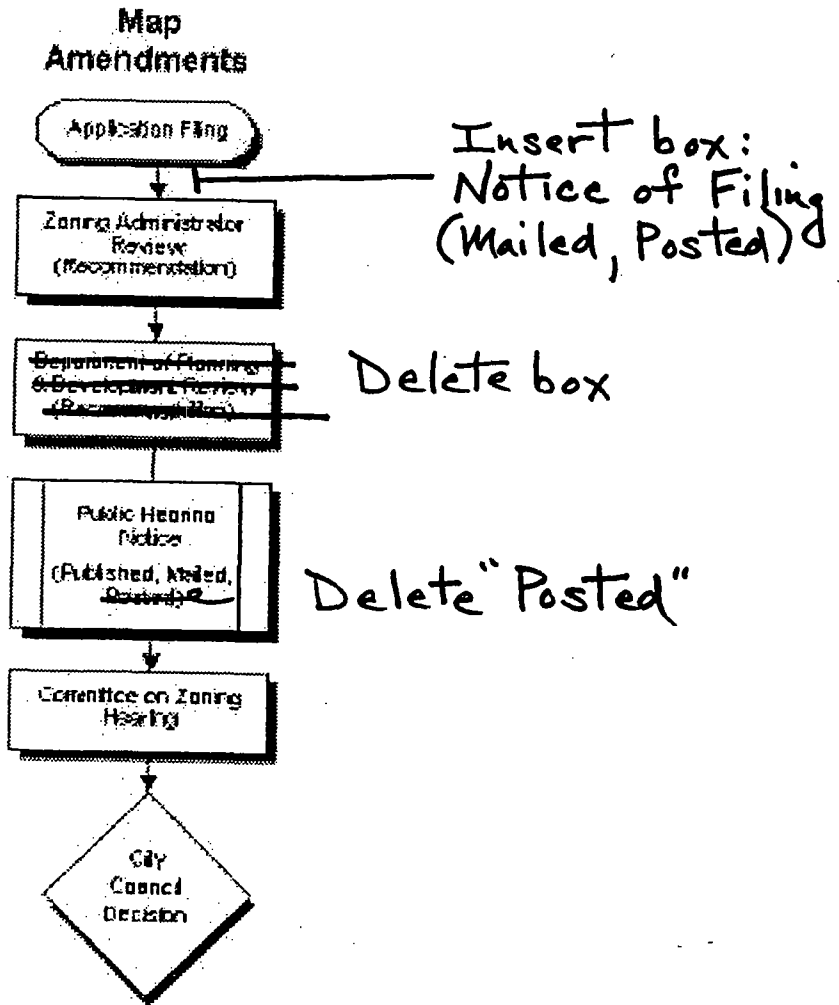 Map
Amendments
Application Filing
Insert box:
Notice of Filing
(Mailed, Posted)
Zoning Administrator
Review
(Recommendation)
Department of Planning
& Development Review
(Recommendation)
Delete box
Public Hearing
Notice
(Published, Mailed,
Posted)
Delete "Posted"
Committee on Zoning
Hearing
City
Council
Decision